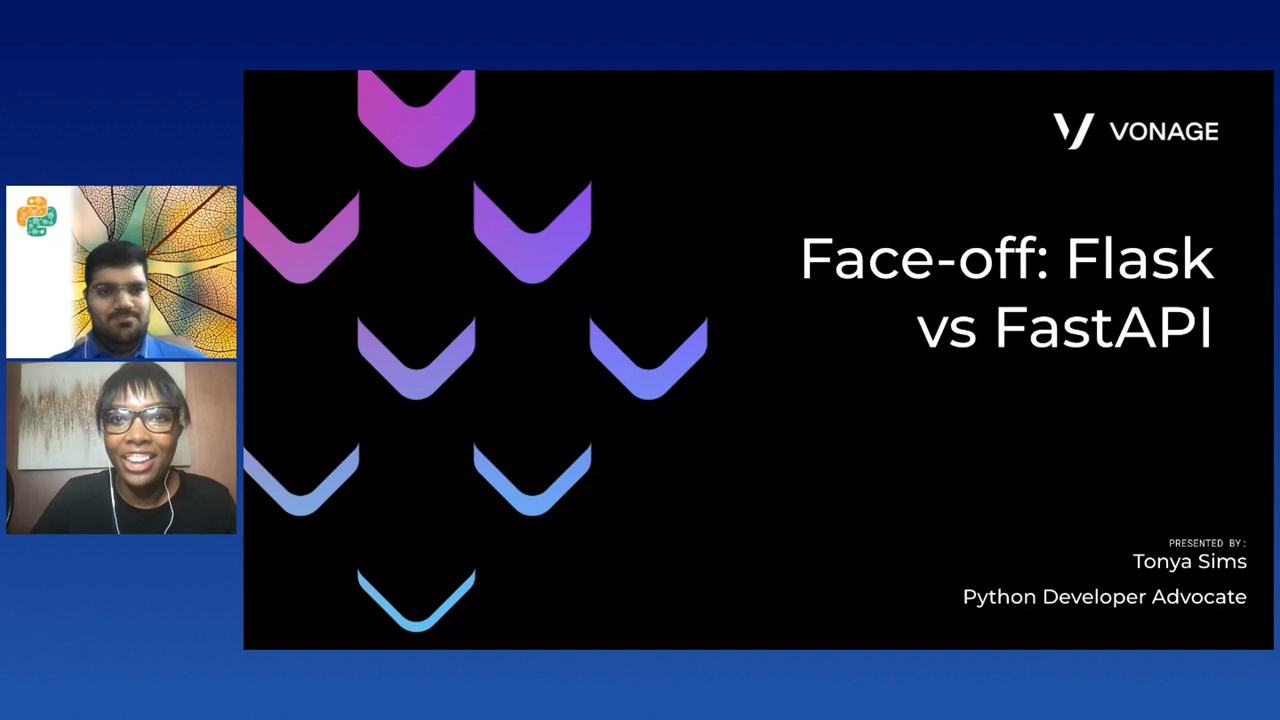 VONAGE
Face-off: Flask
vs FastAPI
PRESENTED BY:
Tonya Sims
Python Developer Advocate